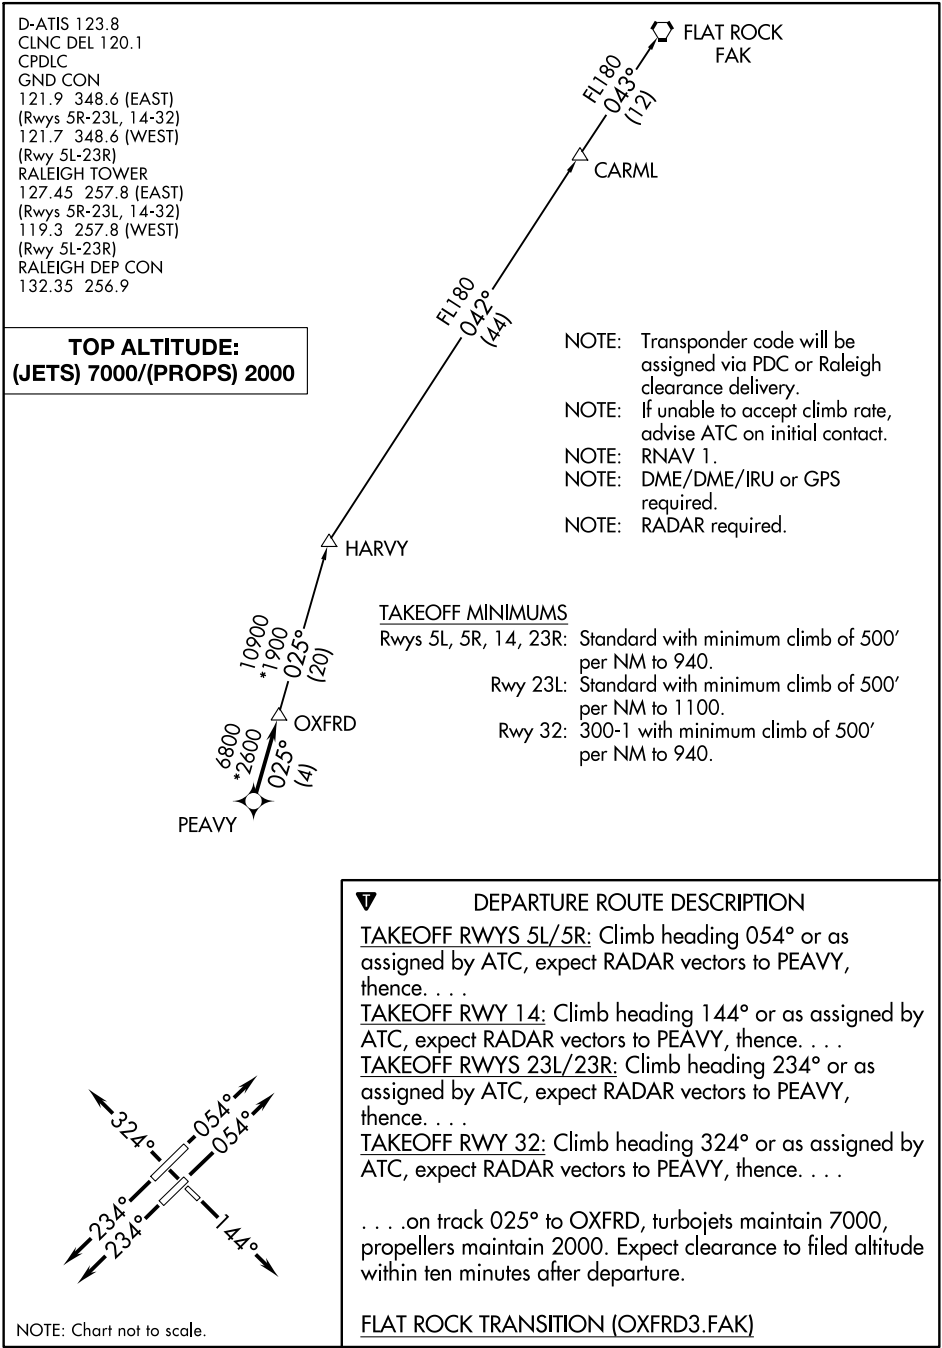 D-ATIS 123.8
CLNC DEL 120.1
CPDLC
GND CON
121.9 348.6 (EAST)
(Rwys 5R-23L, 14-32)
121.7 348.6 (WEST)
(Rwy 5L-23R)
RALEIGH TOWER
127.45 257.8 (EAST)
(Rwys 5R-23L, 14-32)
119.3 257.8 (WEST)
(Rwy 5L-23R)
RALEIGH DEP CON
132.35 256.9
TOP ALTITUDE:
(JETS) 7000/(PROPS) 2000
FLAT ROCK
FAK
FL180
043°
(12)
CARML
FL180
042°
(44)
NOTE: Transponder code will be
assigned via PDC or Raleigh
clearance delivery.
NOTE: If unable to accept climb rate,
advise ATC on initial contact.
NOTE: RNAV 1.
NOTE: DME/DME/IRU or GPS
required.
NOTE: RADAR required.
HARVY
10900
*1900
025°
(20)
OXFRD
6800
*2600
025°
(4)
PEAVY
TAKEOFF MINIMUMS
Rwys 5L, 5R, 14, 23R: Standard with minimum climb of 500'
per NM to 940.
Rwy 23L: Standard with minimum climb of 500'
per NM to 1100.
Rwy 32: 300-1 with minimum climb of 500'
per NM to 940.
T DEPARTURE ROUTE DESCRIPTION
TAKEOFF RWYS 5L/5R: Climb heading 054° or as
assigned by ATC, expect RADAR vectors to PEAVY,
thence. . . .
TAKEOFF RWY 14: Climb heading 144° or as assigned by
ATC, expect RADAR vectors to PEAVY, thence. . . .
TAKEOFF RWYS 23L/23R: Climb heading 234° or as
assigned by ATC, expect RADAR vectors to PEAVY,
thence. . . .
TAKEOFF RWY 32: Climb heading 324° or as assigned by
ATC, expect RADAR vectors to PEAVY, thence. . . .
. . . .on track 025° to OXFRD, turbojets maintain 7000,
propellers maintain 2000. Expect clearance to filed altitude
within ten minutes after departure.
FLAT ROCK TRANSITION (OXFRD3.FAK)
324°
054°
054°
234°
234°
144°
NOTE: Chart not to scale.